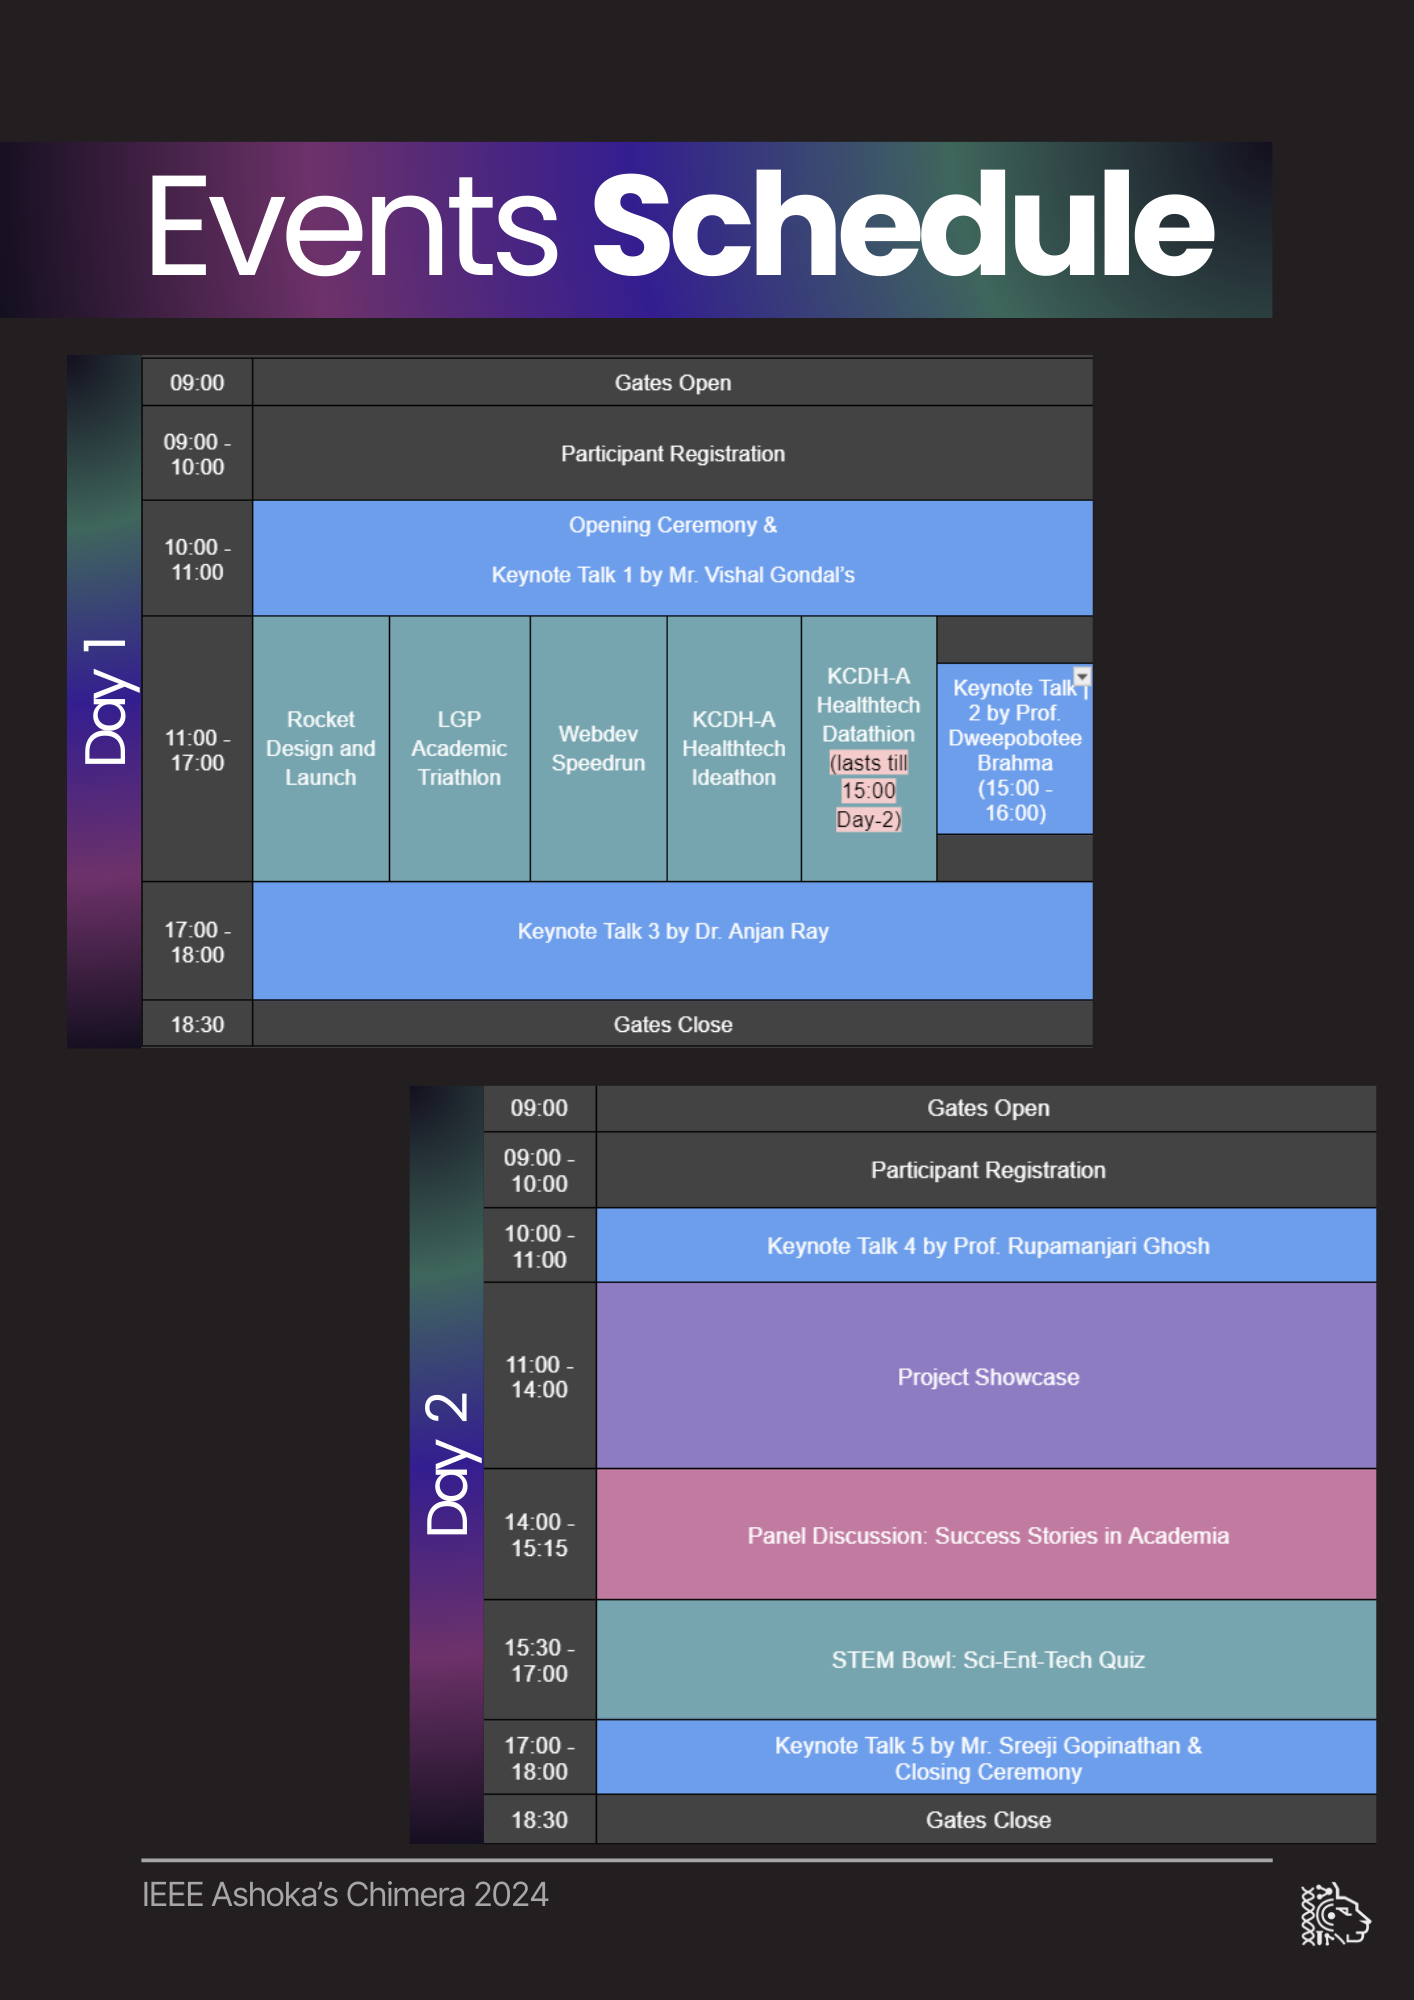 Events Schedule
Day 1
09:00
Gates Open
09:00 -
10:00
Participant Registration
10:00 -
11:00
Opening Ceremony &
Keynote Talk 1 by Mr. Vishal Gondal’s
11:00 -
17:00
Rocket
Design and
Launch
LGP
Academic
Triathlon
Webdev
Speedrun
KCDH-A
Healthtech
Ideathon
KCDH-A
Healthtech
Datathion
(lasts till
15:00
Day-2)
Keynote Talk
2 by Prof.
Dweepobotee
Brahma
(15:00 -
16:00)
17:00 -
18:00
Keynote Talk 3 by Dr. Anjan Ray
18:30
Gates Close
Day 2
09:00
Gates Open
09:00 -
10:00
Participant Registration
10:00 -
11:00
Keynote Talk 4 by Prof. Rupamanjari Ghosh
11:00 -
14:00
Project Showcase
14:00 -
15:15
Panel Discussion: Success Stories in Academia
15:30 -
17:00
STEM Bowl: Sci-Ent-Tech Quiz
17:00 -
18:00
Keynote Talk 5 by Mr. Sreeji Gopinathan &
Closing Ceremony
18:30
Gates Close
IEEE Ashoka’s Chimera 2024